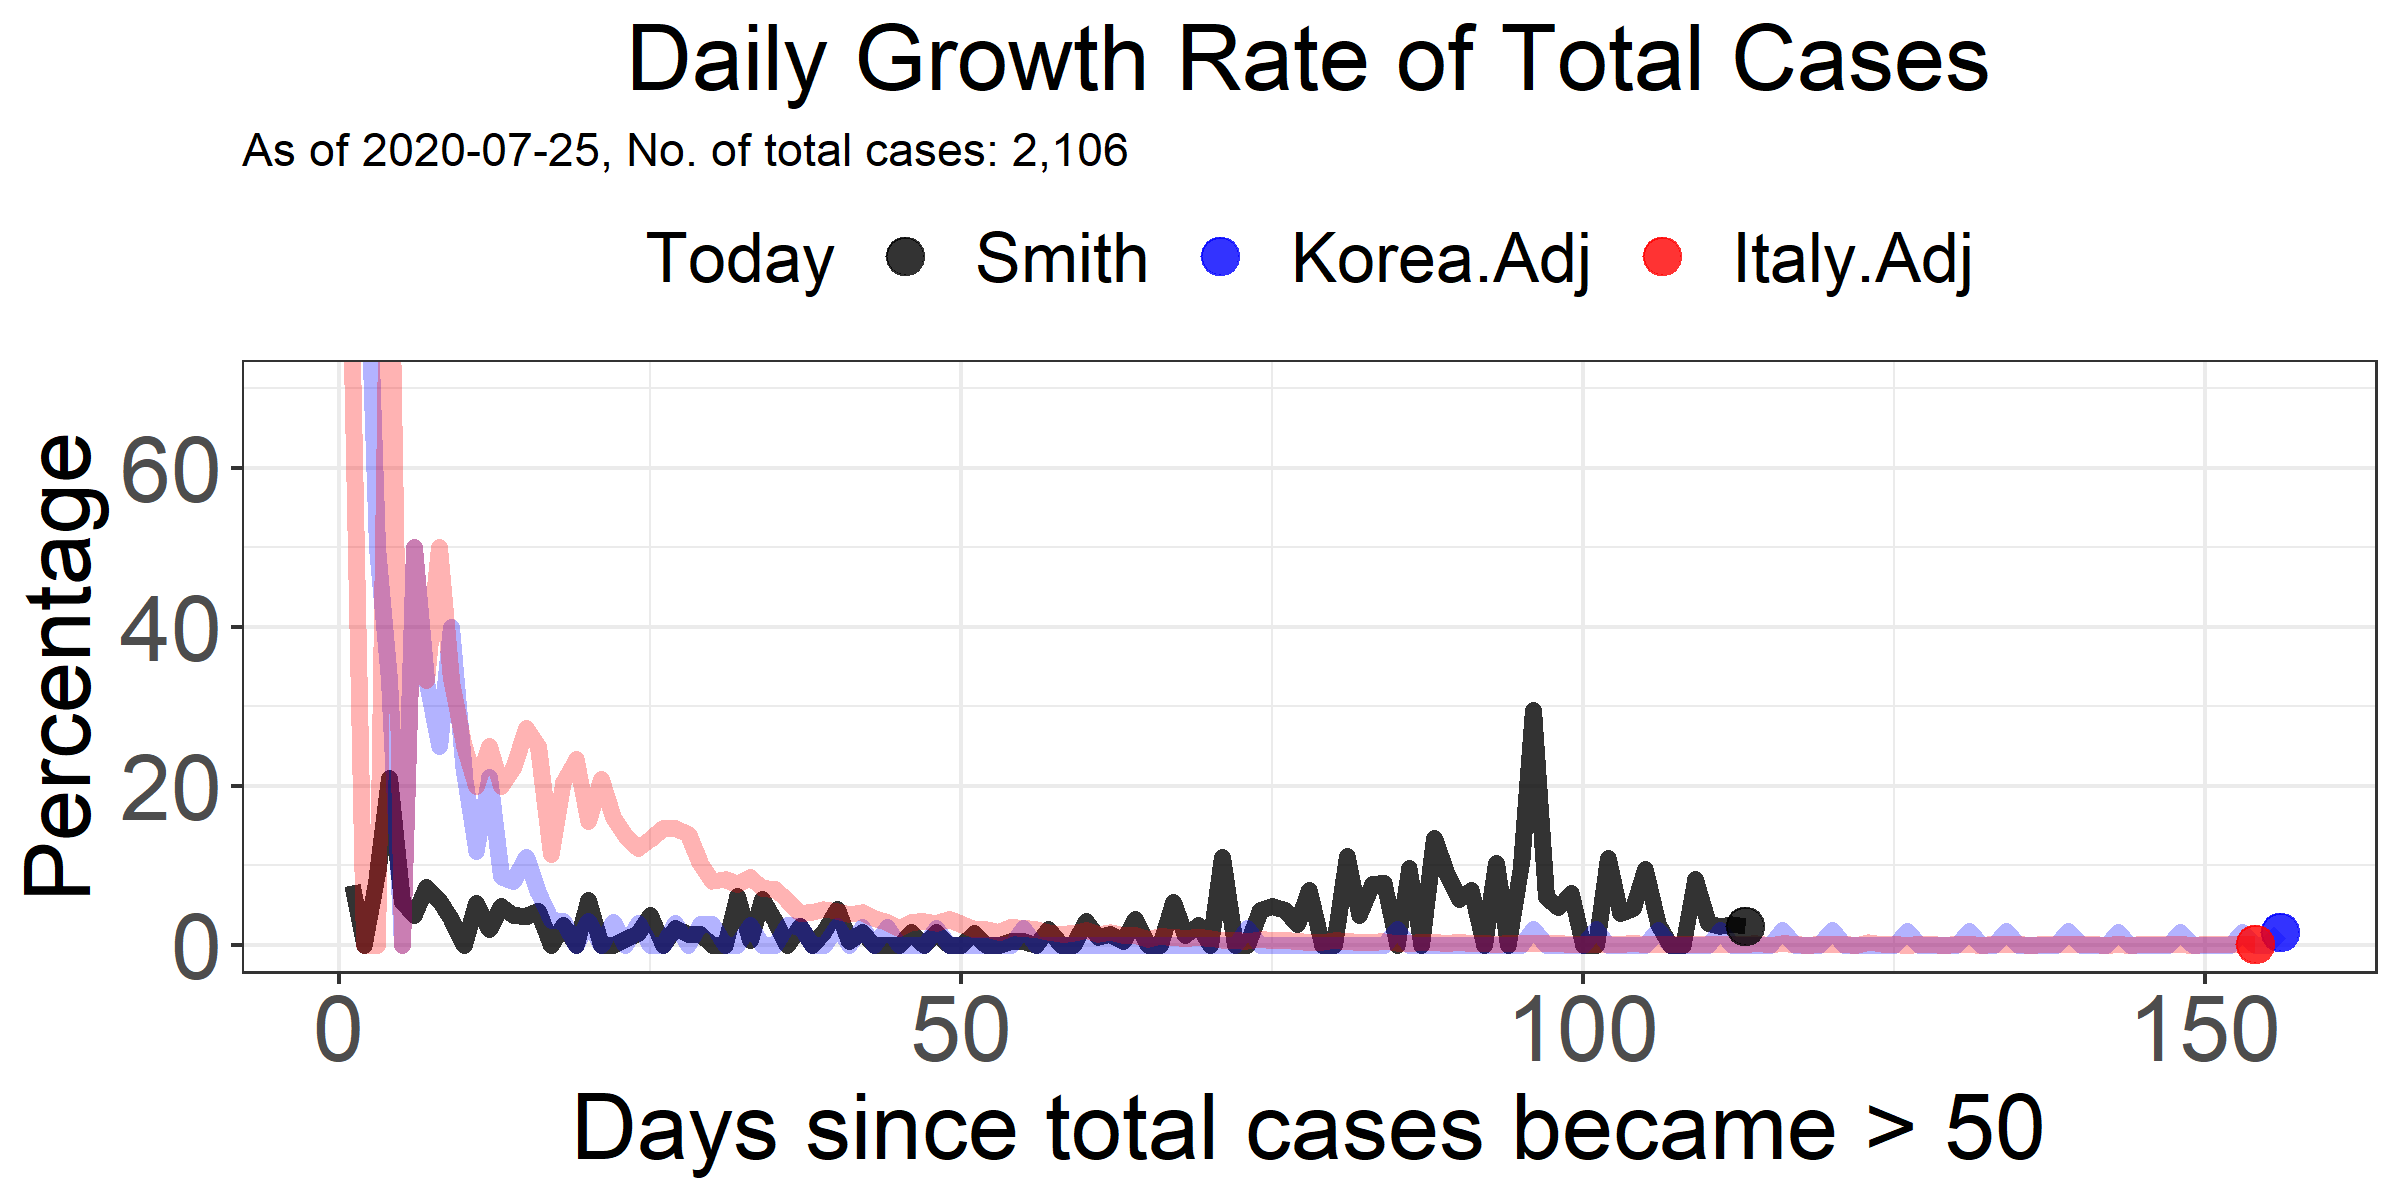 Daily Growth Rate of Total Cases
As of 2020-07-25, No. of total cases: 2,106
Today Smith Korea.Adj Italy.Adj
Percentage
60
40
20
0
0 50 100 150
Days since total cases became > 50